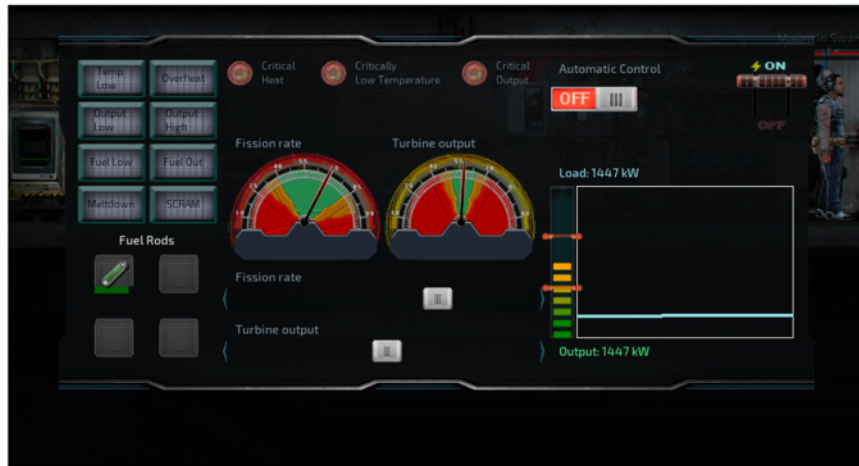 Temp
Low
Overheat
Output
Low
Output
High
Fuel Low
Fuel Out
Meltdown
SCRAM
Critical
Heat
Critically
Low Temperature
Critical
Output
Automatic Control
OFF
ON
OFF
Fission rate
Turbine output
Load: 1447 kW
Fuel Rods
Fission rate
Turbine output
Output: 1447 kW